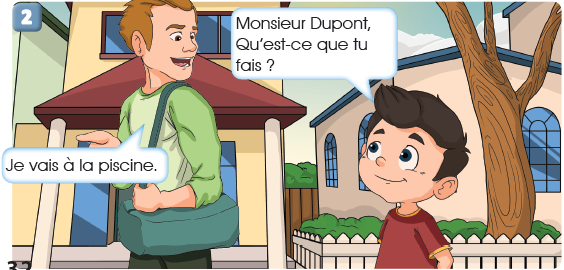 2
Monsieur Dupont,
Qu'est-ce que tu
fais ?
Je vais à la piscine.